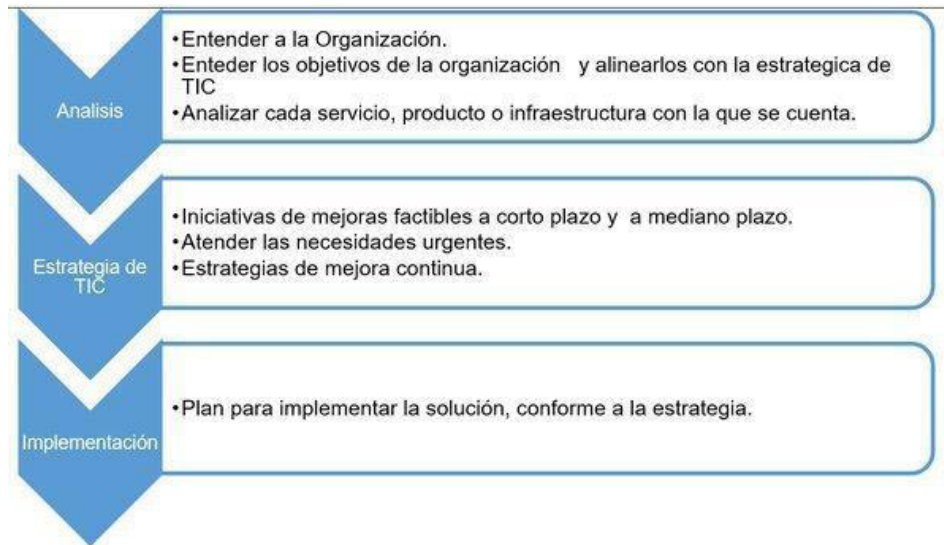 Analisis
•Entender a la Organización.
•Enteder los objetivos de la organización y alinearlos con la estrategica de
TIC
•Analizar cada servicio, producto o infraestructura con la que se cuenta.
Estrategia de
TIC
•Iniciativas de mejoras factibles a corto plazo y a mediano plazo.
•Atender las necesidades urgentes.
•Estrategias de mejora continua.
Implementación
•Plan para implementar la solución, conforme a la estrategia.